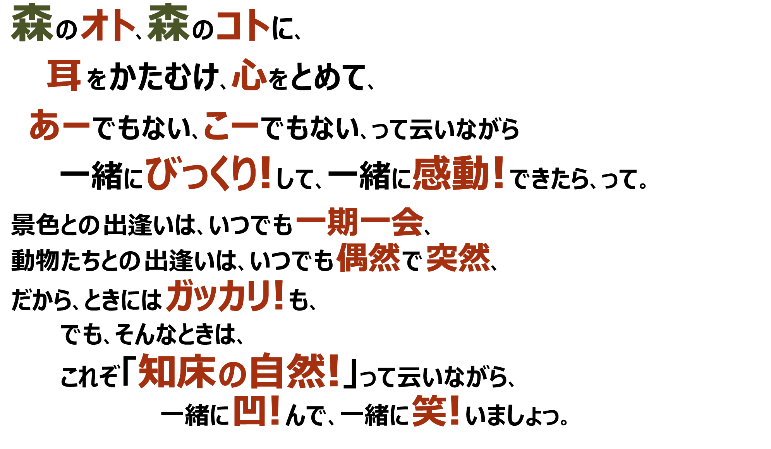 森のオト、森のコトに、
耳をかたむけ、心をとめて、
あーでもない、こーでもない、って云いながら
一緒にびっくり!して、一緒に感動!できたら、って。
景色との出逢いは、いつでも一期一会、
動物たちとの出逢いは、いつでも偶然で突然、
だから、ときにはガッカリ!も、
でも、そんなときは、
これぞ「知床の自然!」って云いながら、
一緒に凹!んで、一緒に笑!いましょっ。